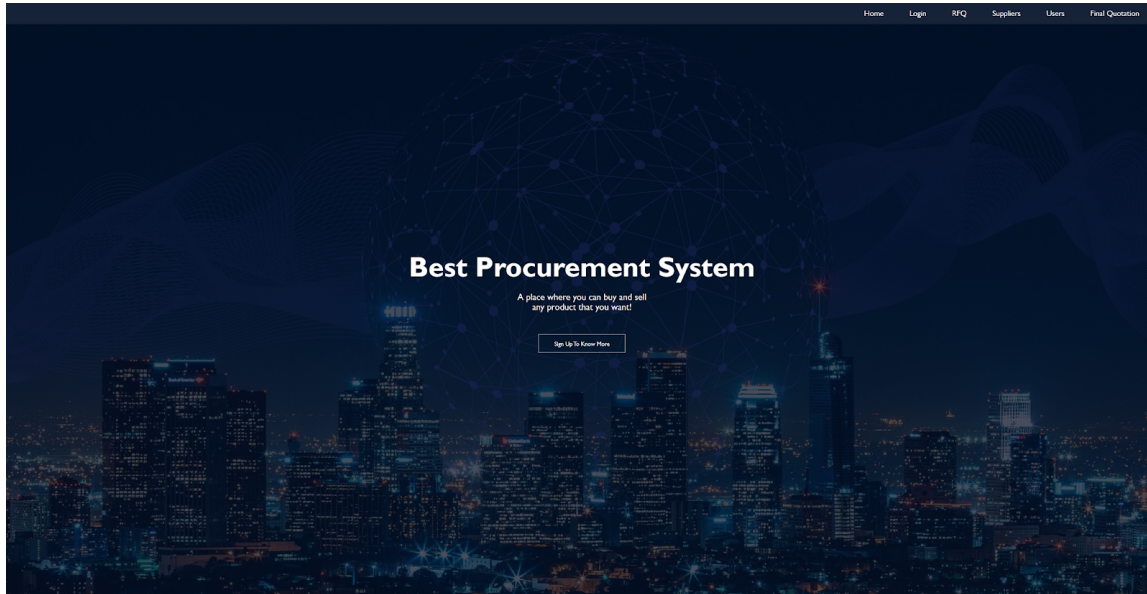 Home Login RFQ Suppliers Users Final Quotation
Best Procurement System
A place where you can buy and sell
any product that you want!
Sign Up To Know More